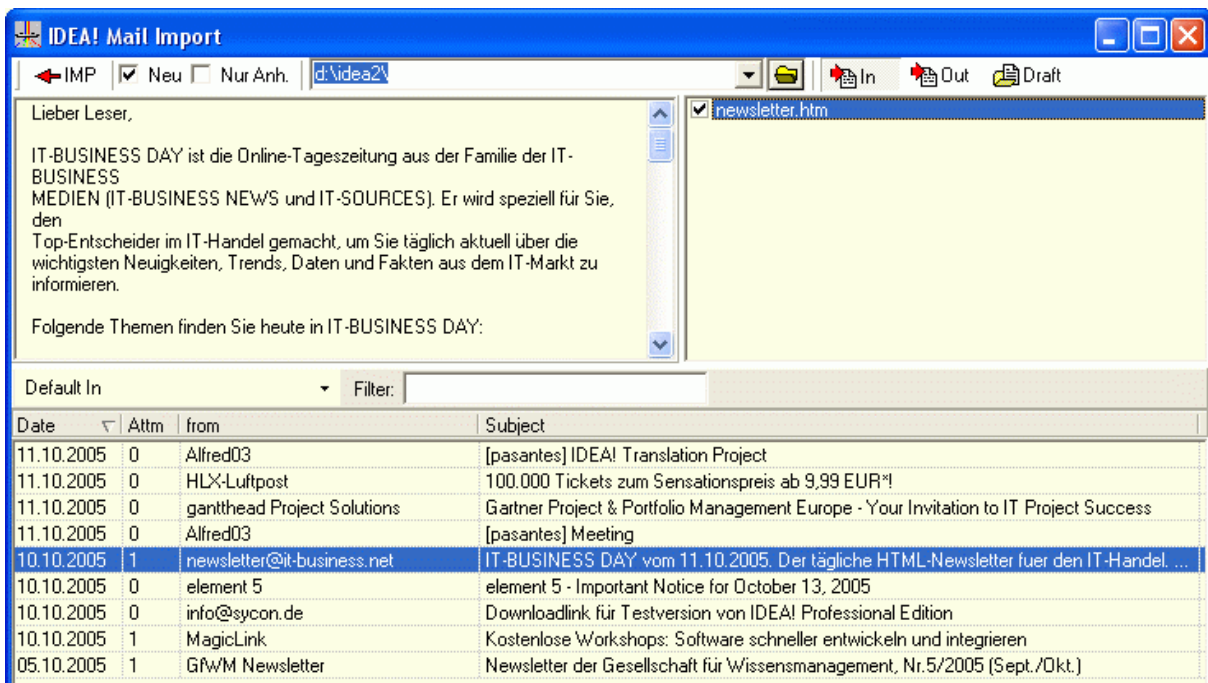 IDEA! Mail Import
IMP Neu Nur Anh. d:\idea2\ In Out Draft
Lieber Leser,
IT-BUSINESS DAY ist die Online-Tageszeitung aus der Familie der IT-
BUSINESS
MEDIEN (IT-BUSINESS NEWS und IT-SOURCES). Er wird speziell für Sie,
den
Top-Entscheider im IT-Handel gemacht, um Sie täglich aktuell über die
wichtigsten Neuigkeiten, Trends, Daten und Fakten aus dem IT-Markt zu
informieren.
Folgende Themen finden Sie heute in IT-BUSINESS DAY:
newsletter.htm
Default In Filter:
Date Attm from Subject
11.10.2005 0 Alfred03 [pasantes] IDEA! Translation Project
11.10.2005 0 HLX-Luftpost 100.000 Tickets zum Sensationspreis ab 9,99 EUR*!
11.10.2005 0 gantthead Project Solutions Gartner Project & Portfolio Management Europe - Your Invitation to IT Project Success
11.10.2005 0 Alfred03 [pasantes] Meeting
10.10.2005 1 newsletter@it-business.net IT-BUSINESS DAY vom 11.10.2005. Der tägliche HTML-Newsletter fuer den IT-Handel. ...
10.10.2005 0 element 5 element 5 - Important Notice for October 13, 2005
10.10.2005 0 info@sycon.de Downloadlink für Testversion von IDEA! Professional Edition
10.10.2005 1 MagicLink Kostenlose Workshops: Software schneller entwickeln und integrieren
05.10.2005 1 GfWM Newsletter Newsletter der Gesellschaft für Wissensmanagement, Nr.5/2005 (Sept./Okt.)